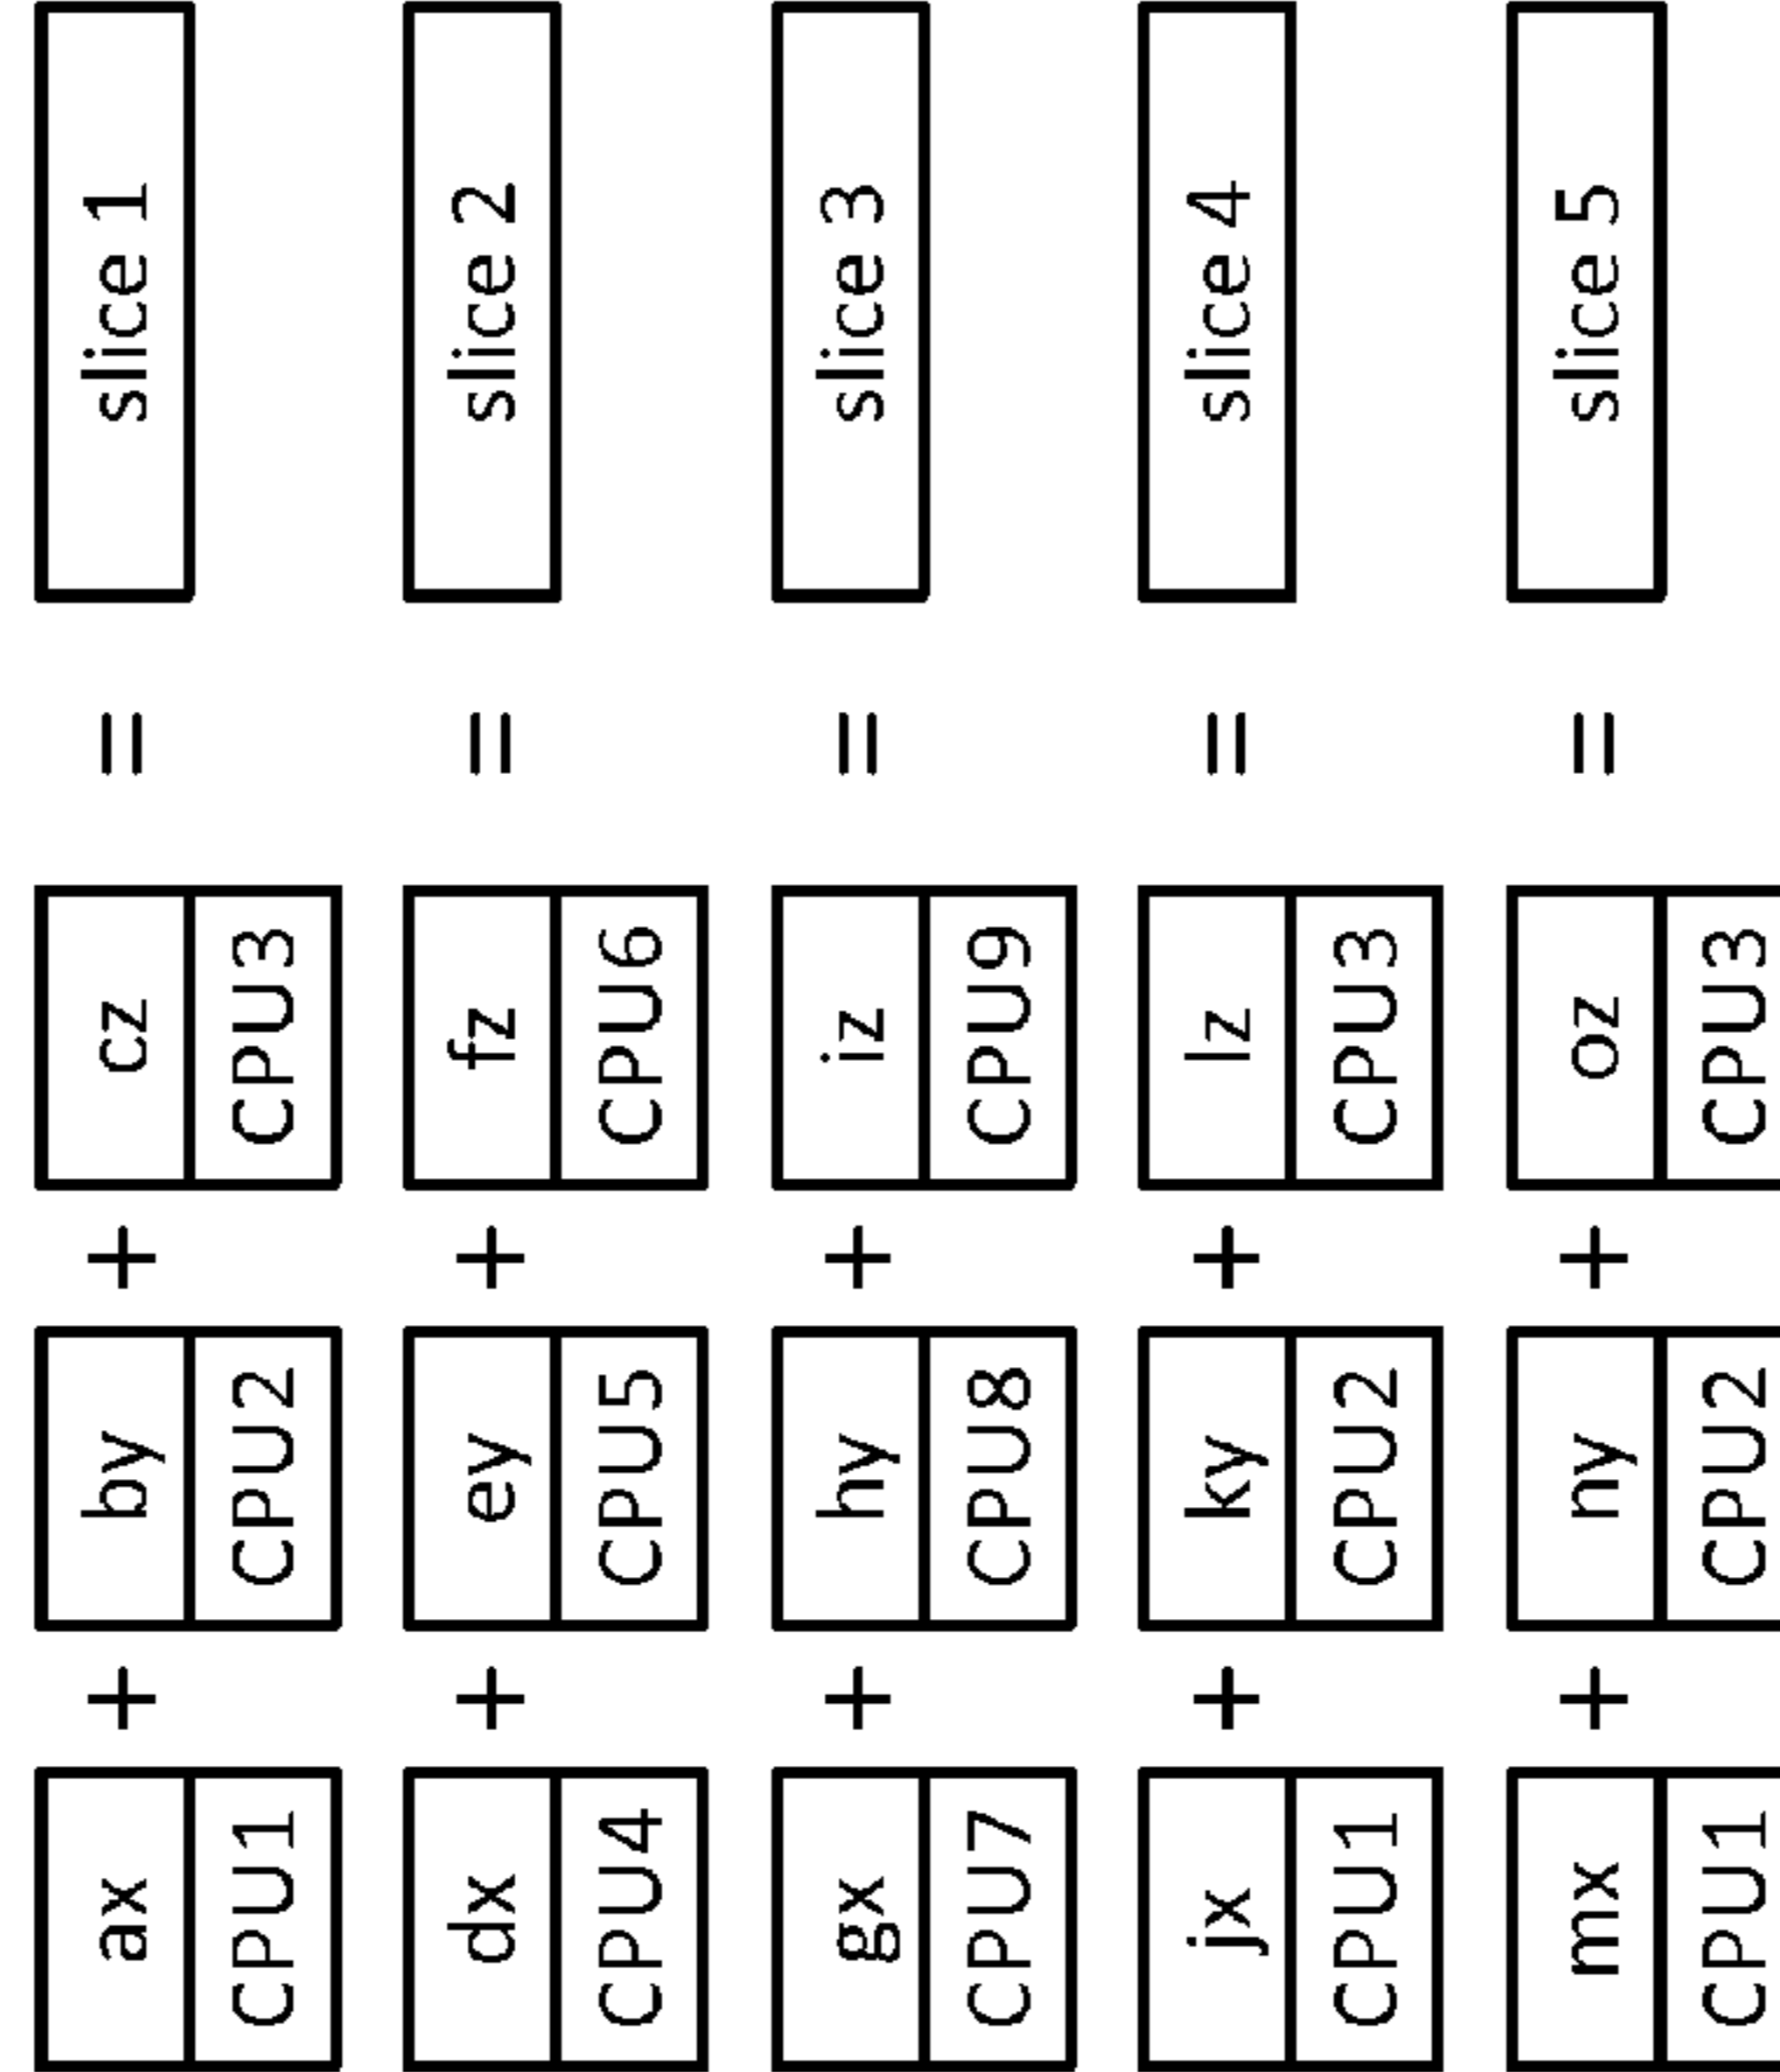 ax + by + cz = slice 1
CPU1 CPU2 CPU3
dx + ey + fz = slice 2
CPU4 CPU5 CPU6
gx + hy + iz = slice 3
CPU7 CPU8 CPU9
jx + ky + lz = slice 4
CPU1 CPU2 CPU3
mx + ny + oz = slice 5
CPU1 CPU2 CPU3